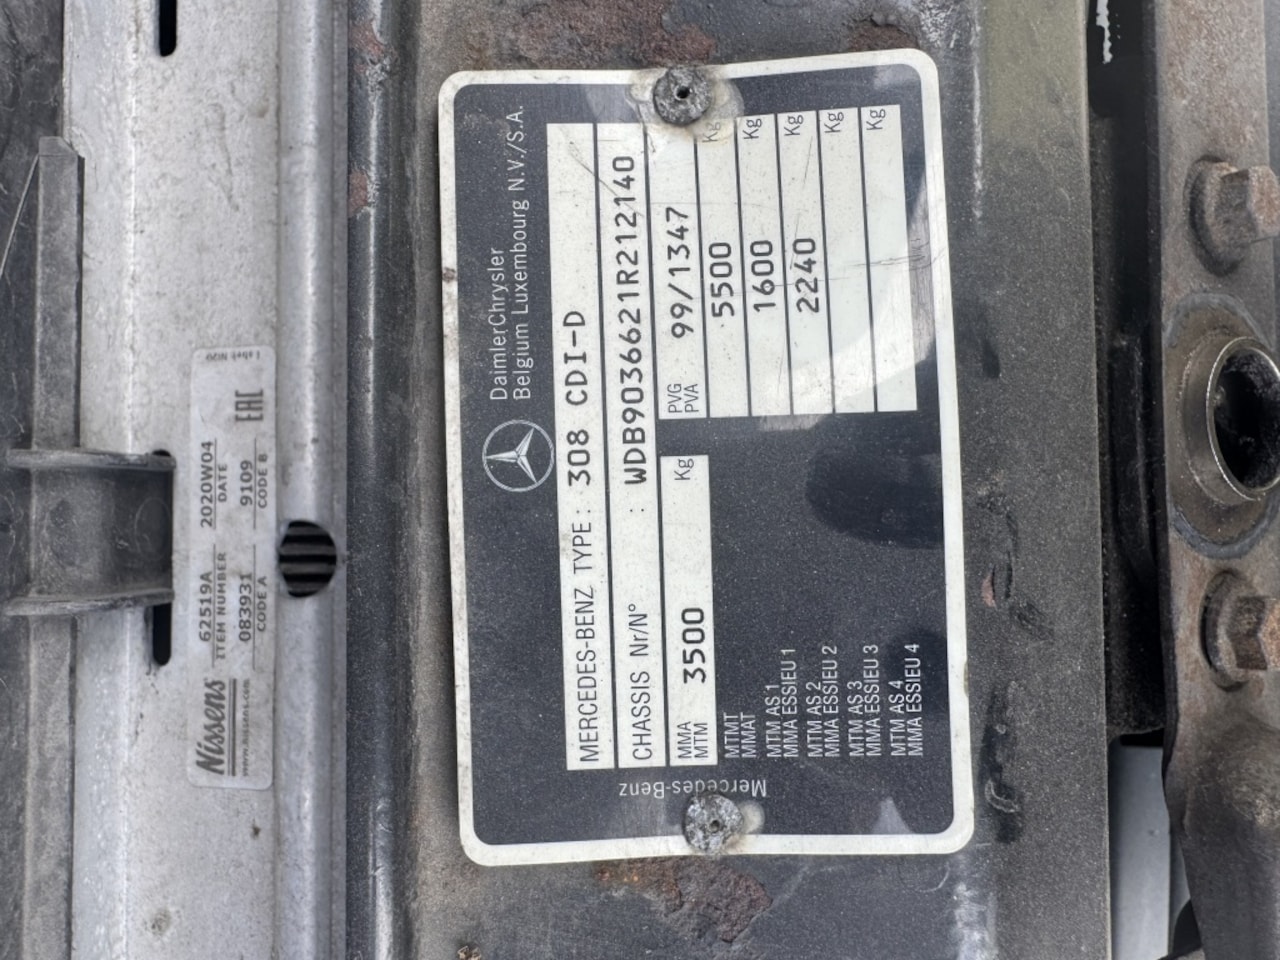 Nissens
www.nissens.com
62519A
ITEM NUMBER
2020W04
DATE
083931
CODE A
9109
CODE B
EAC
Label: N09
DaimlerChrysler
Belgium Luxembourg N.V./S.A.
MERCEDES-BENZ TYPE: 308 CDI-D
CHASSIS Nr/N° : WDB9036621R212140
MMA
MTM
3500 Kg
PVG
PVA
99/1347
MTMT
MMAT
5500 Kg
MTM AS 1
MMA ESSIEU 1
1600 Kg
MTM AS 2
MMA ESSIEU 2
2240 Kg
MTM AS 3
MMA ESSIEU 3
Kg
MTM AS 4
MMA ESSIEU 4
Kg
Mercedes-Benz